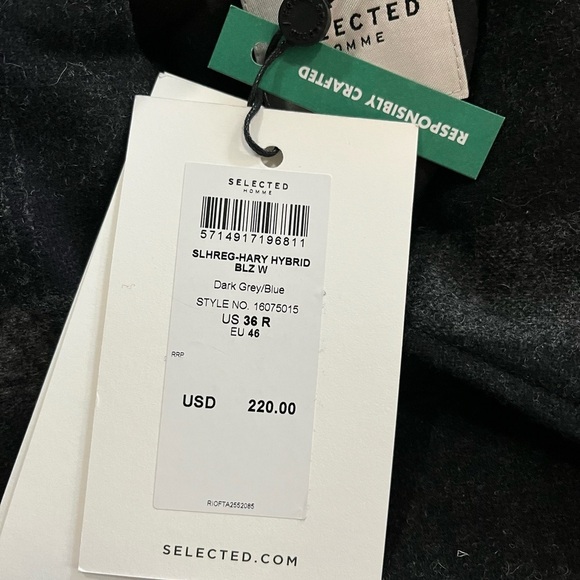 SELECTED
HOMME
RESPONSIBLY CRAFTED
SELECTED
HOMME
5714917196811
SLHREG-HARY HYBRID
BLZ W
Dark Grey/Blue
STYLE NO. 16075015
US 36 R
EU 46
RRP
USD 220.00
RIOFTA2552085
SELECTED.COM